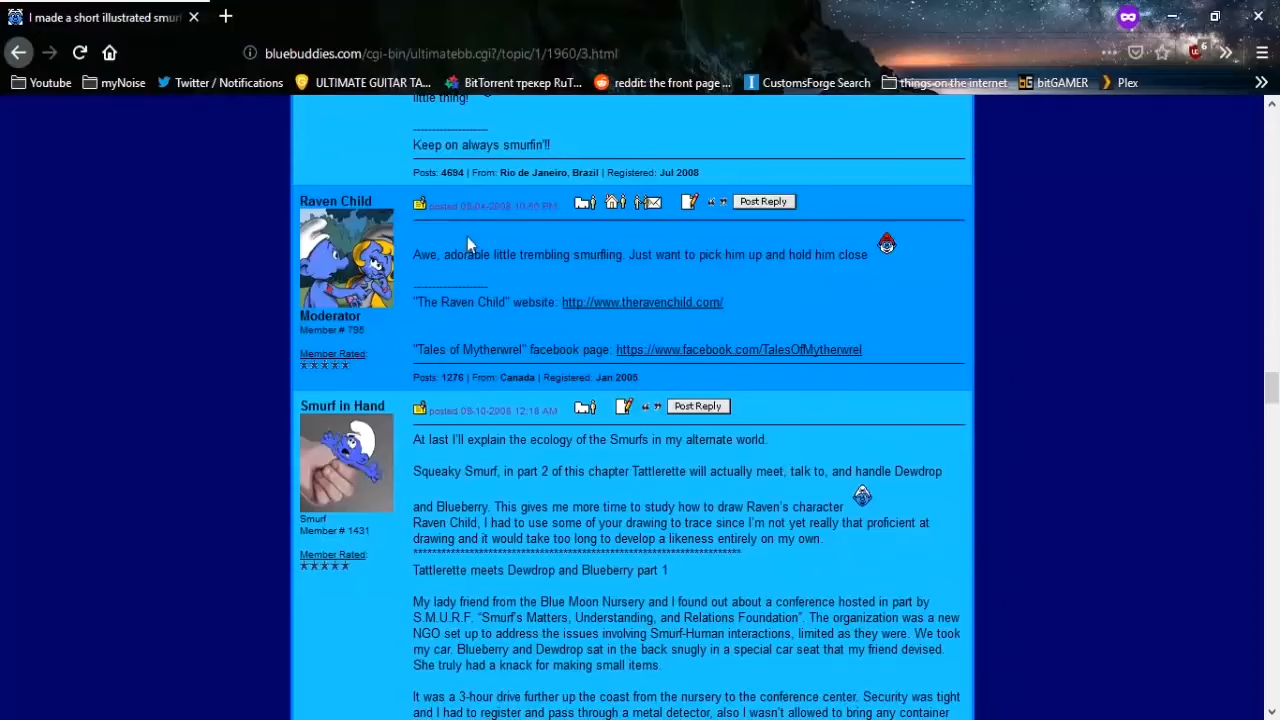 I made a short illustrated smurf
bluebuddies.com/cgi-bin/ultimatebb.cgi?/topic/1/1960/3.html
Youtube myNoise Twitter / Notifications ULTIMATE GUITAR TA... BitTorrent трекер RuT... reddit: the front page ... CustomsForge Search things on the internet bitGAMER Plex
little thing!
--------------------
Keep on always smurfin'!!
Posts: 4694 | From: Rio de Janeiro, Brazil | Registered: Jul 2008
Raven Child
Post Reply
Awe, adorable little trembling smurfling. Just want to pick him up and hold him close
--------------------
"The Raven Child" website: http://www.theravenchild.com/
Moderator
Member # 798
"Tales of Mytherwrel" facebook page: https://www.facebook.com/TalesOfMytherwrel
Member Rated:
Posts: 1276 | From: Canada | Registered: Jan 2005
Smurf in Hand
12:18 AM
Post Reply
At last I'll explain the ecology of the Smurfs in my alternate world.
Squeaky Smurf, in part 2 of this chapter Tattlerette will actually meet, talk to, and handle Dewdrop
and Blueberry. This gives me more time to study how to draw Raven's character
Smurf
Raven Child, I had to use some of your drawing to trace since I'm not yet really that proficient at
Member # 1431
drawing and it would take too long to develop a likeness entirely on my own.
Member Rated:
Tattlerette meets Dewdrop and Blueberry part 1
My lady friend from the Blue Moon Nursery and I found out about a conference hosted in part by
S.M.U.R.F. “Smurf's Matters, Understanding, and Relations Foundation”. The organization was a new
NGO set up to address the issues involving Smurf-Human interactions, limited as they were. We took
my car. Blueberry and Dewdrop sat in the back snugly in a special car seat that my friend devised.
She truly had a knack for making small items.
It was a 3-hour drive further up the coast from the nursery to the conference center. Security was tight
and I had to register and pass through a metal detector, also I wasn't allowed to bring any container